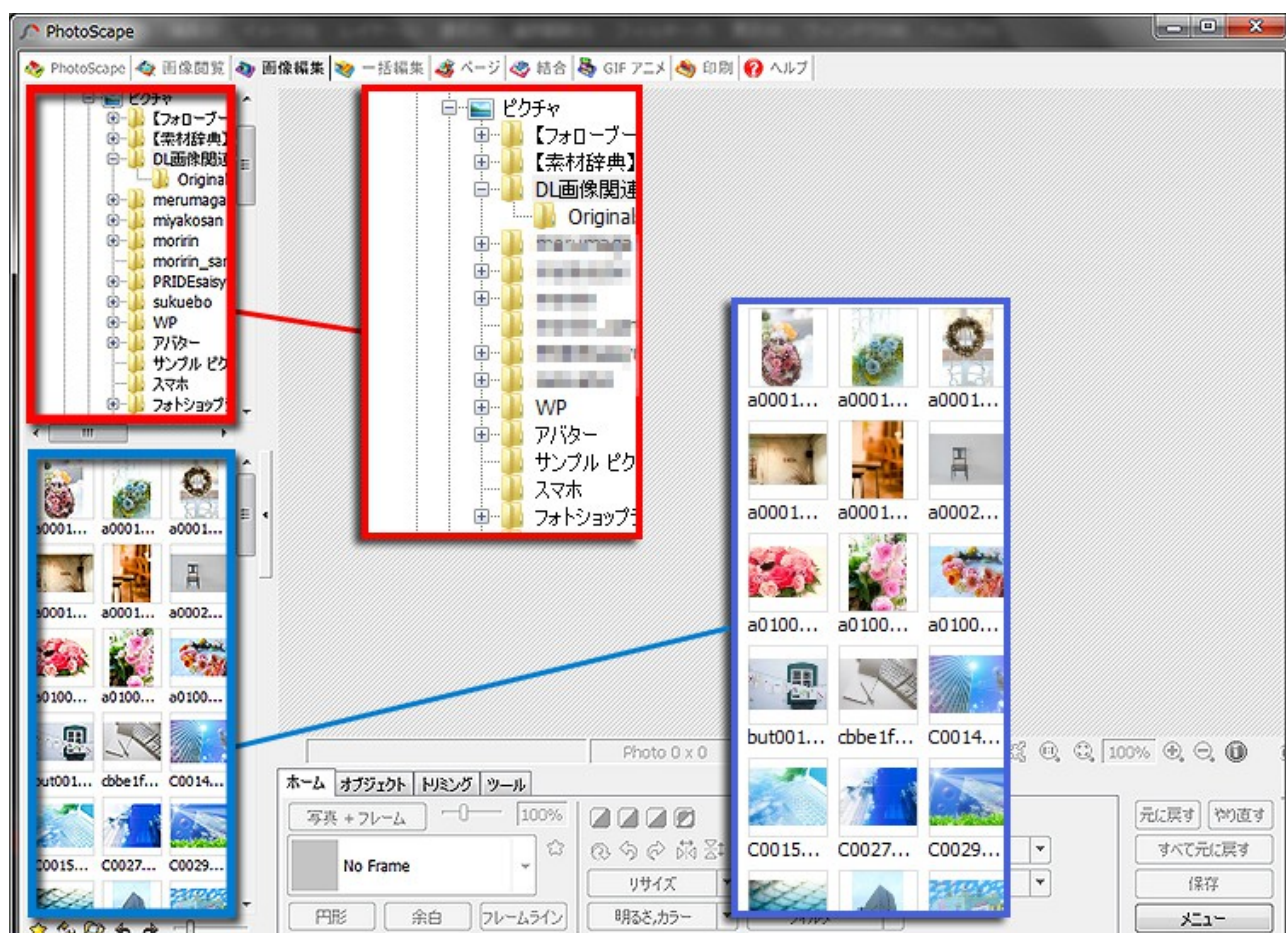 PhotoScape
PhotoScape 画像閲覧 画像編集 一括編集 ページ 結合 GIF アニメ 印刷 ヘルプ
ピクチャ
【フォローブー
【素材辞典】
DL画像関連
Original
merumaga
miyakosan
moririn
moririn_sar
PRIDEsaisy
sukuebo
WP
アバター
サンプル ピク
スマホ
フォトショップ
ピクチャ
【フォローブー
【素材辞典】
DL画像関連
Original
WP
アバター
サンプル ピク
スマホ
フォトショップラ
a0001... a0001... a0001...
a0001... a0001... a0002...
a0100... a0100... a0100...
but001... cbbe1f... C0014...
C0015... C0027... C0029...
a0001... a0001... a0001...
a0001... a0001... a0002...
a0100... a0100... a0100...
but001... cbbe1f... C0014...
C0015... C0027... C0029...
Photo 0 x 0
100%
ホーム オブジェクト トリミング ツール
写真 + フレーム 100%
No Frame
円形 余白 フレームライン
リサイズ
明るさ,カラー
元に戻す やり直す
すべて元に戻す
保存
メニュー